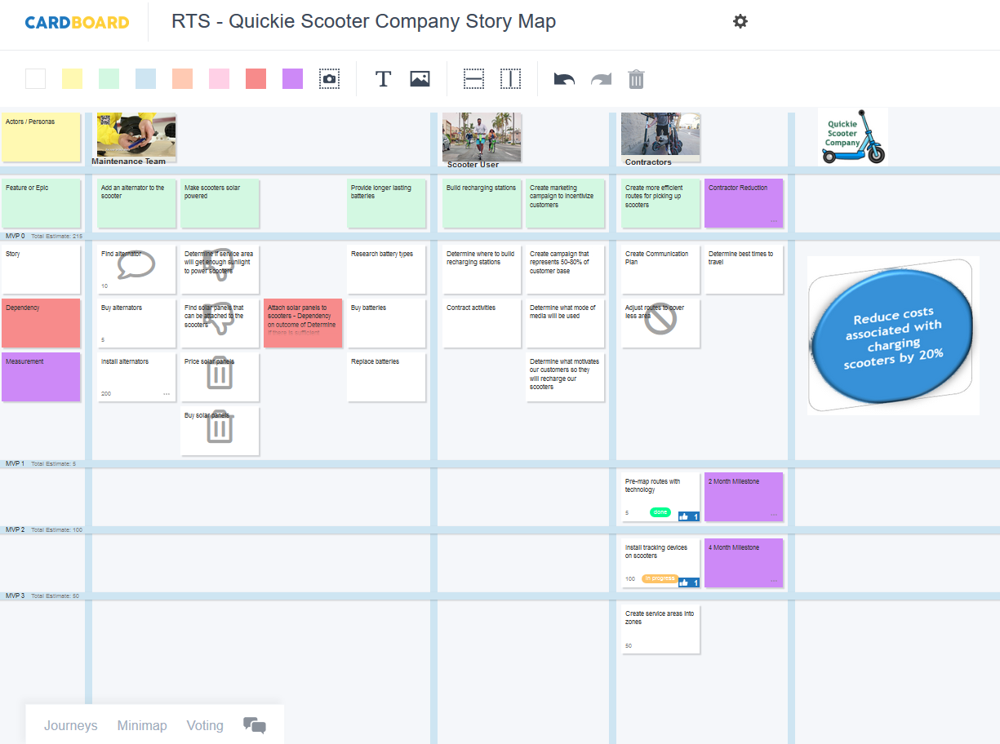 CARDBOARD
RTS - Quickie Scooter Company Story Map
T
Actors / Personas
Maintenance Team
Scooter User
Contractors
Quickie
Scooter
Company
Feature or Epic
Add an alternator to the
scooter
Make scooters solar
powered
Provide longer lasting
batteries
Build recharging stations
Create marketing
campaign to incentivize
customers
Create more efficient
routes for picking up
scooters
Contractor Reduction
...
MVP 0 Total Estimate: 215
Story
Find alternator
10
Determine if service area
will get enough sunlight
to power scooters
Research battery types
Determine where to build
recharging stations
Create campaign that
represents 50-80% of
customer base
Create Communication
Plan
Determine best times to
travel
Dependency
Buy alternators
5
Find solar panels that
can be attached to the
scooters
Attach solar panels to
scooters - Dependency
on outcome of Determine
if there is sufficient
Buy batteries
Contract activities
Determine what mode of
media will be used
Adjust routes to cover
less area
Measurement
Install alternators
200
...
Price solar panels
Replace batteries
Determine what motivates
our customers so they
will recharge our
scooters
Buy solar panels
Reduce costs
associated with
charging
scooters by 20%
MVP 1 Total Estimate: 5
Pre-map routes with
technology
5
done
1
2 Month Milestone
...
MVP 2 Total Estimate: 100
Install tracking devices
on scooters
100
in progress
1
4 Month Milestone
...
MVP 3 Total Estimate: 50
Create service areas into
zones
50
Journeys
Minimap
Voting